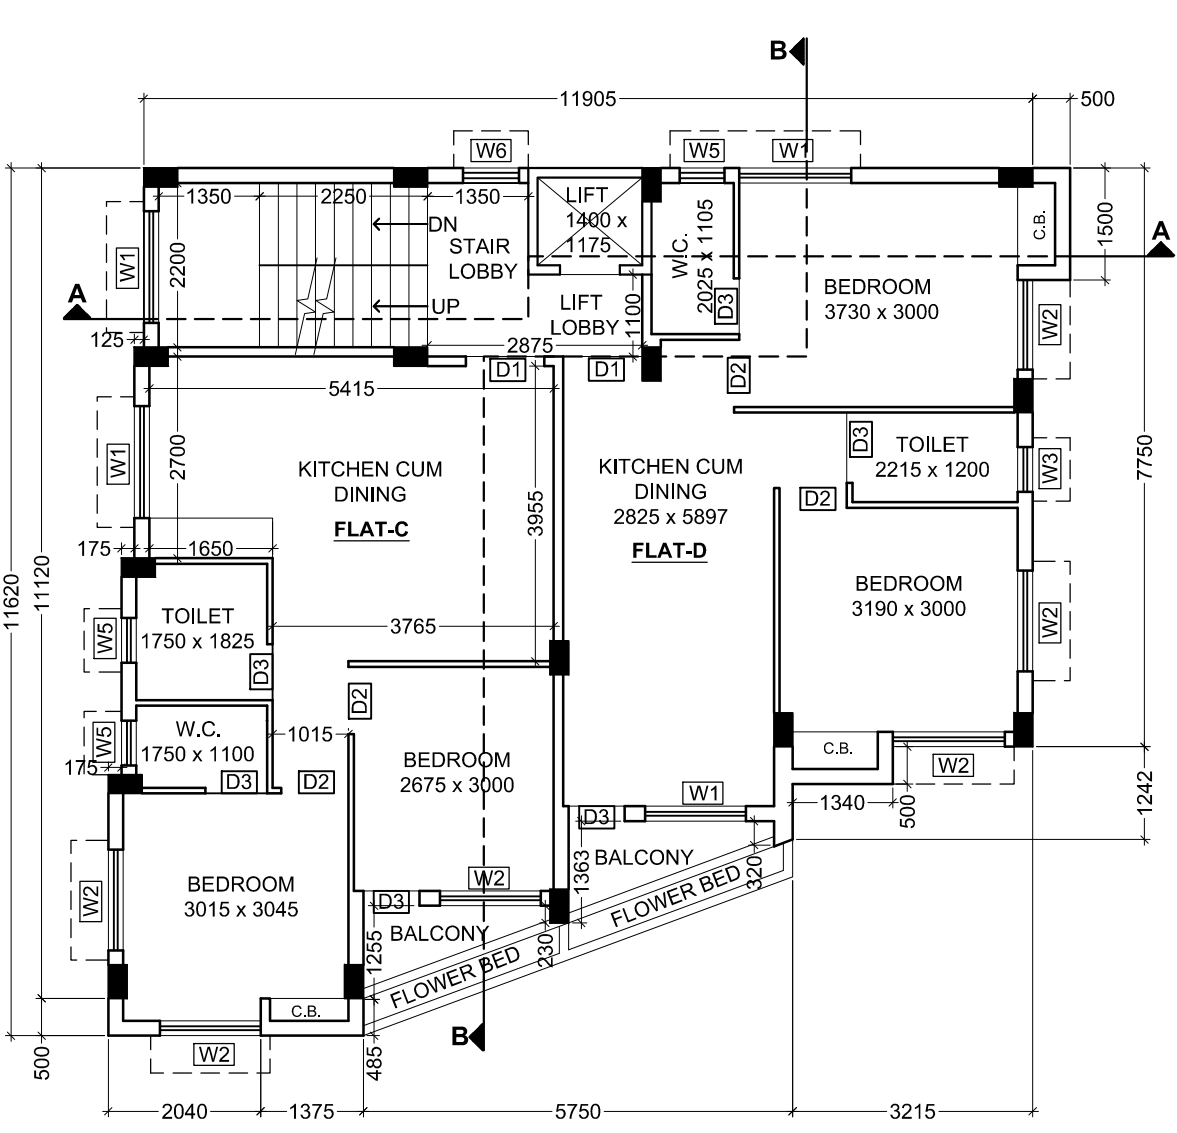 B
11905
500
W6
W5
W1
1350
2250
1350
LIFT
1400 x
1175
DN
STAIR
LOBBY
UP
2200
W1
W.C.
2025 x 1105
D3
C.B.
1500
A
A
BEDROOM
3730 x 3000
LIFT
LOBBY
1100
125
2875
W2
D1
D1
D2
5415
W1
2700
KITCHEN CUM
DINING
FLAT-C
3955
KITCHEN CUM
DINING
2825 x 5897
FLAT-D
D3
TOILET
2215 x 1200
W3
D2
7750
175
1650
11620
11120
TOILET
1750 x 1825
W5
3765
BEDROOM
3190 x 3000
W2
D3
D2
W.C.
1750 x 1100
W5
175
1015
D3
D2
BEDROOM
2675 x 3000
C.B.
W2
1340
500
1242
W1
D3
1363
BALCONY
320
FLOWER BED
BEDROOM
3015 x 3045
W2
D3
W2
BALCONY
1255
230
FLOWER BED
C.B.
B
W2
500
485
2040
1375
5750
3215